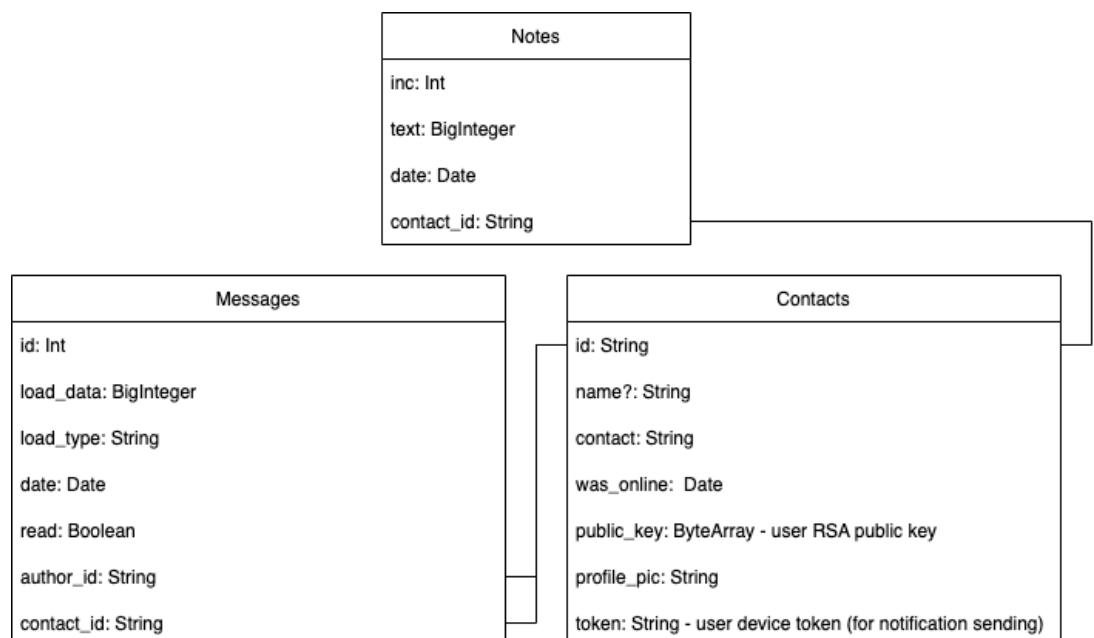 Notes
inc: Int
text: BigInteger
date: Date
contact_id: String
Messages
id: Int
load_data: BigInteger
load_type: String
date: Date
read: Boolean
author_id: String
contact_id: String
Contacts
id: String
name?: String
contact: String
was_online: Date
public_key: ByteArray - user RSA public key
profile_pic: String
token: String - user device token (for notification sending)